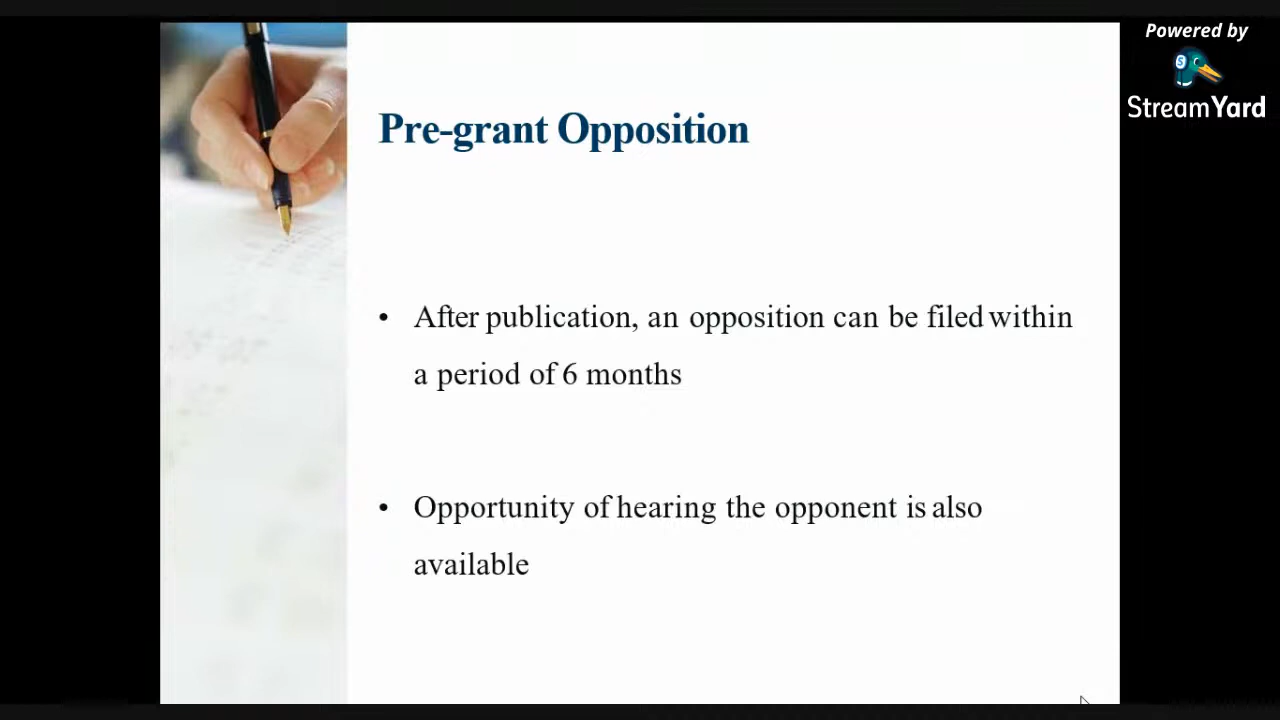 Powered by
StreamYard
Pre-grant Opposition
• After publication, an opposition can be filed within
a period of 6 months
• Opportunity of hearing the opponent is also
available